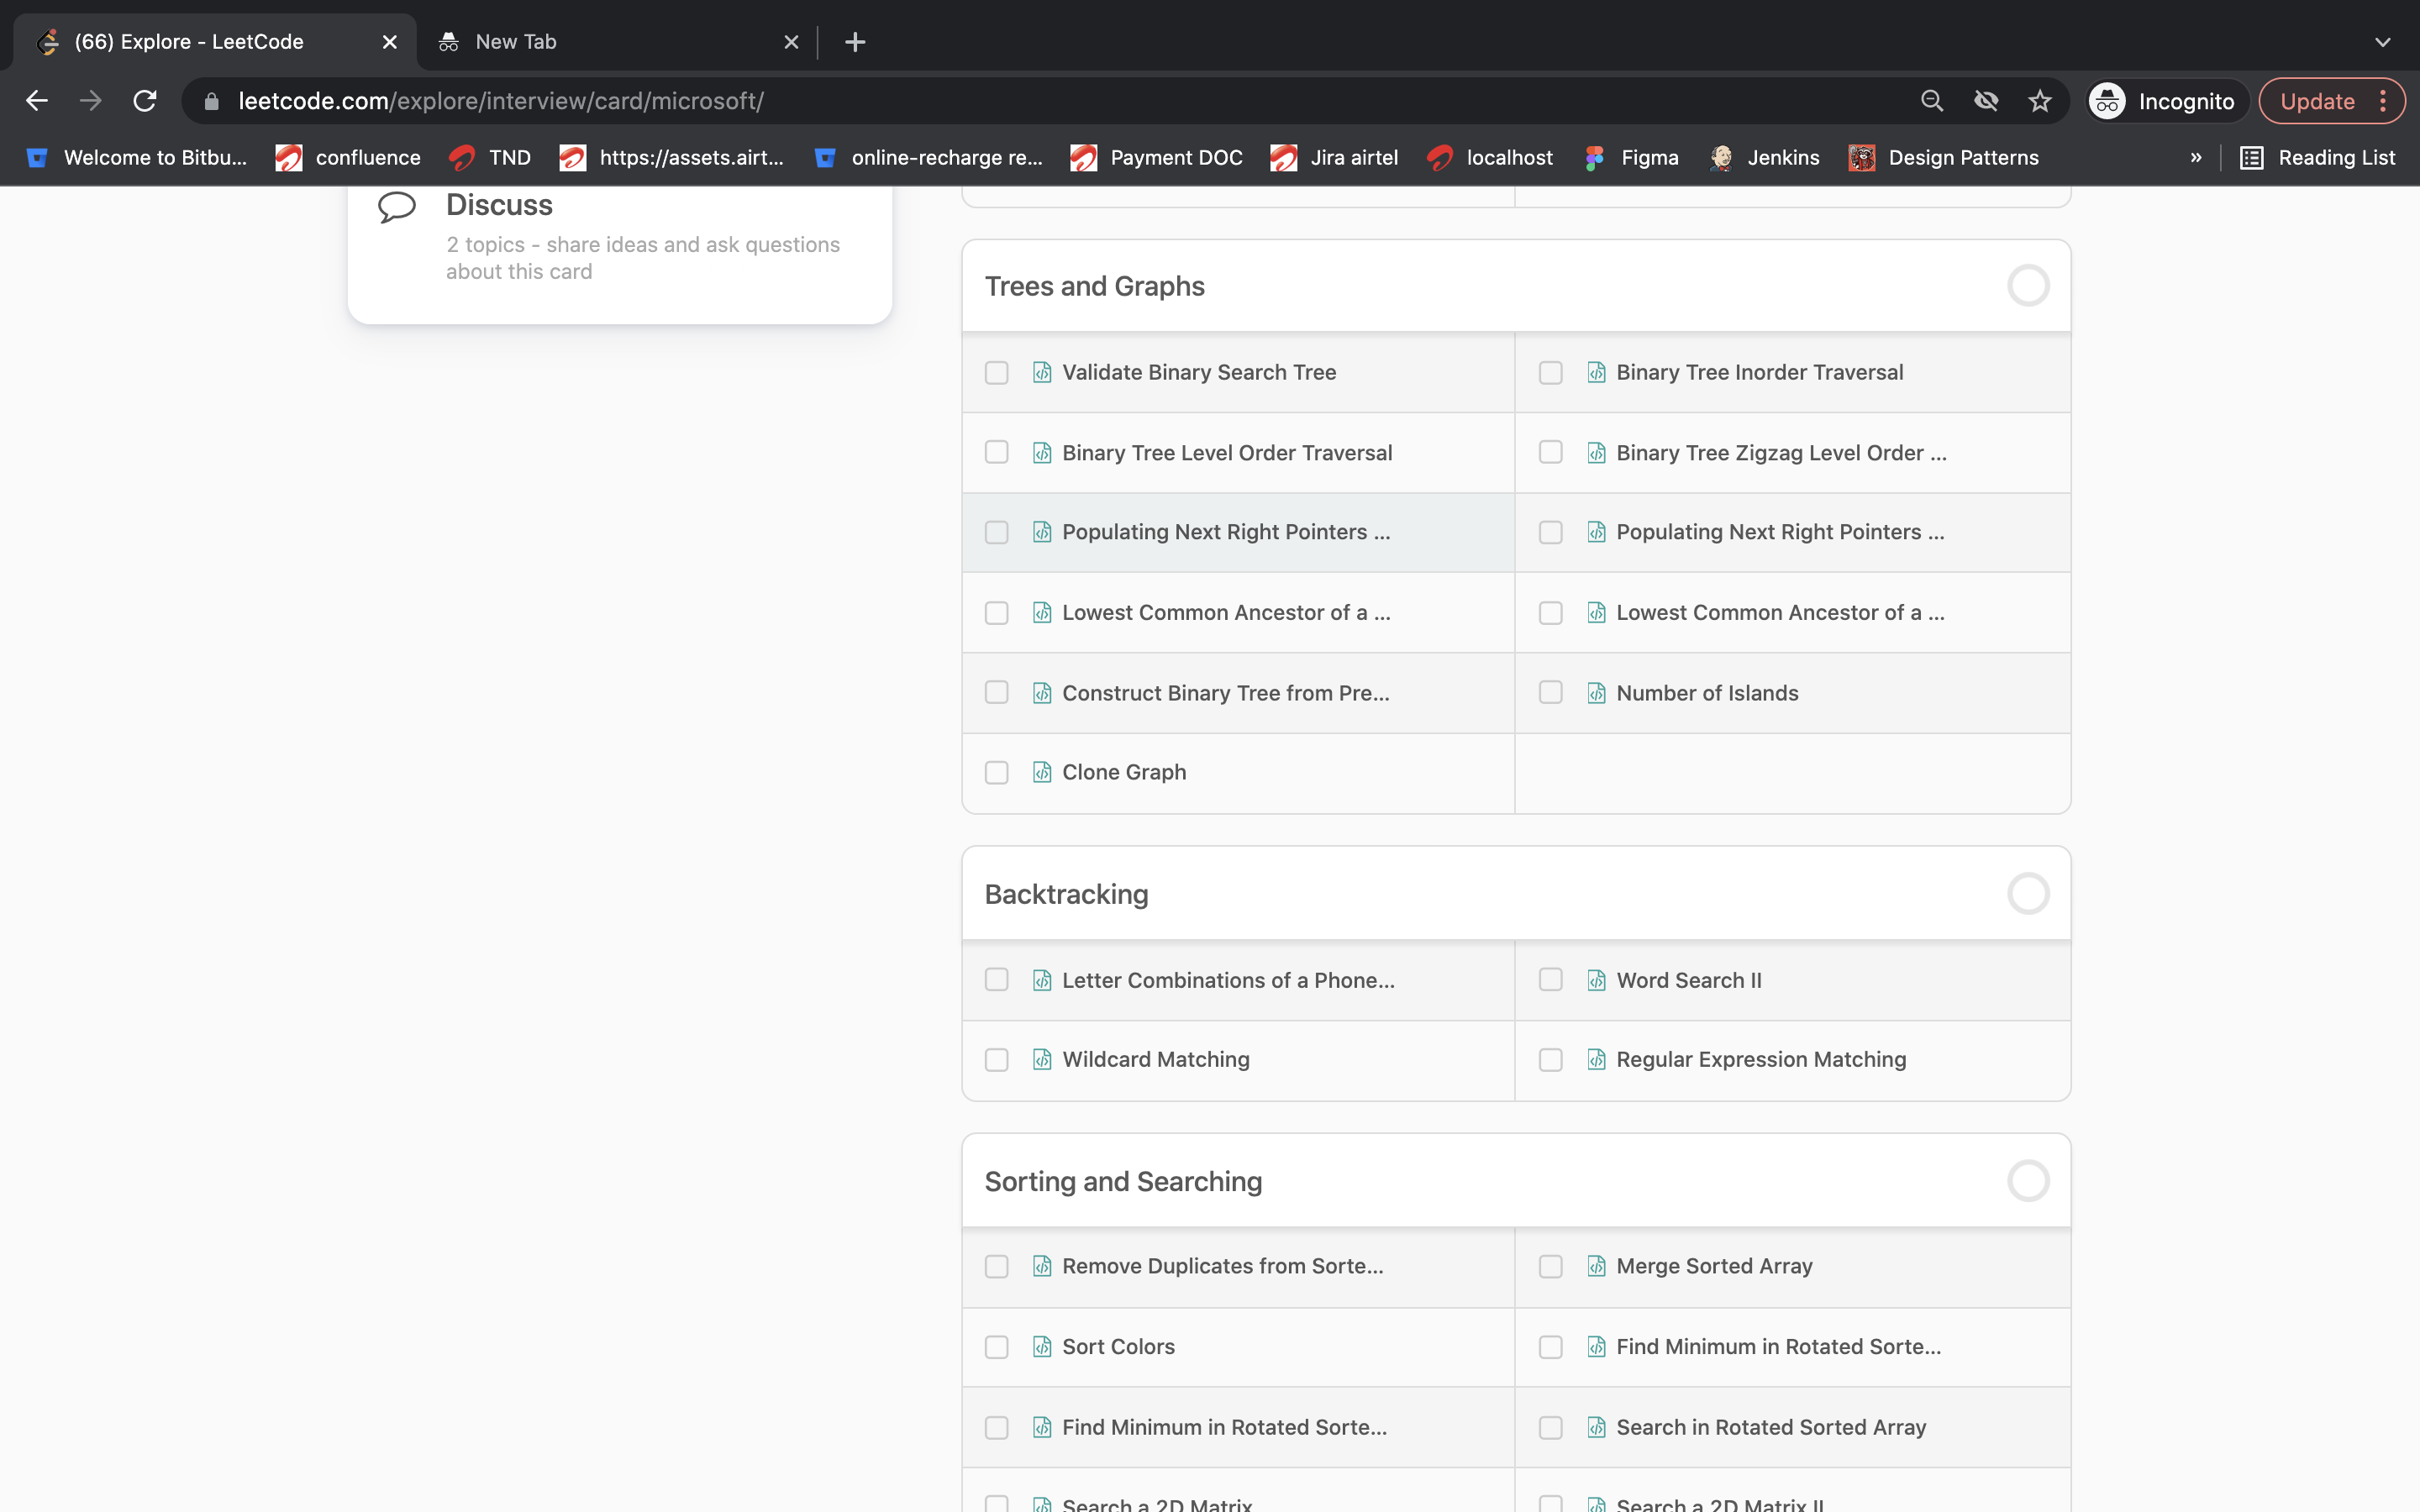 (66) Explore - LeetCode
New Tab
leetcode.com/explore/interview/card/microsoft/
Incognito
Update
Welcome to Bitbu...
confluence
TND
https://assets.airt...
online-recharge re...
Payment DOC
Jira airtel
localhost
Figma
Jenkins
Design Patterns
»
Reading List
Discuss
2 topics - share ideas and ask questions
about this card
Trees and Graphs
Validate Binary Search Tree
Binary Tree Inorder Traversal
Binary Tree Level Order Traversal
Binary Tree Zigzag Level Order ...
Populating Next Right Pointers ...
Populating Next Right Pointers ...
Lowest Common Ancestor of a ...
Lowest Common Ancestor of a ...
Construct Binary Tree from Pre...
Number of Islands
Clone Graph
Backtracking
Letter Combinations of a Phone...
Word Search II
Wildcard Matching
Regular Expression Matching
Sorting and Searching
Remove Duplicates from Sorte...
Merge Sorted Array
Sort Colors
Find Minimum in Rotated Sorte...
Find Minimum in Rotated Sorte...
Search in Rotated Sorted Array
Search a 2D Matrix
Search a 2D Matrix II